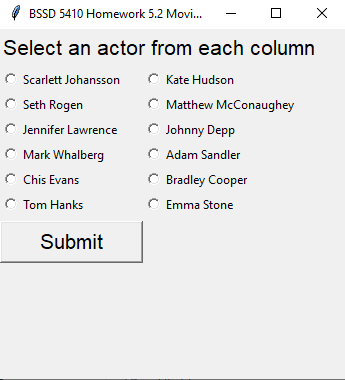 BSSD 5410 Homework 5.2 Movi...
Select an actor from each column
Scarlett Johansson Kate Hudson
Seth Rogen Matthew McConaughey
Jennifer Lawrence Johnny Depp
Mark Whalberg Adam Sandler
Chis Evans Bradley Cooper
Tom Hanks Emma Stone
Submit